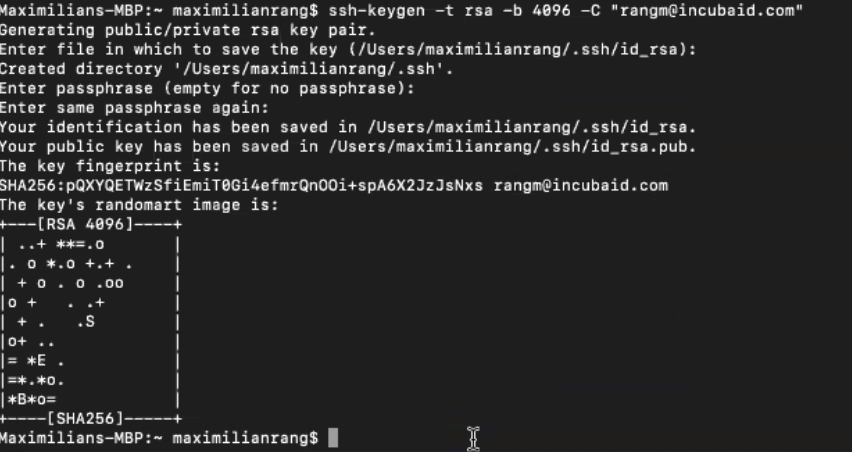 Maximilians-MBP:~ maximilianrang$ ssh-keygen -t rsa -b 4096 -C "rangm@incubaid.com"
Generating public/private rsa key pair.
Enter file in which to save the key (/Users/maximilianrang/.ssh/id_rsa):
Created directory '/Users/maximilianrang/.ssh'.
Enter passphrase (empty for no passphrase):
Enter same passphrase again:
Your identification has been saved in /Users/maximilianrang/.ssh/id_rsa.
Your public key has been saved in /Users/maximilianrang/.ssh/id_rsa.pub.
The key fingerprint is:
SHA256:pQXYQETWzSfiEmiT0Gi4efmrQnOOi+spA6X2JzJsNxs rangm@incubaid.com
The key's randomart image is:
+---[RSA 4096]----+
| ..+ **=.o       |
|. o *.o +.+ .    |
| + o . o .oo     |
|o +   . .+       |
| + .   .S        |
|o+ ..            |
|= *E .           |
|=*.*o.           |
|*B*o=            |
+----[SHA256]-----+
Maximilians-MBP:~ maximilianrang$